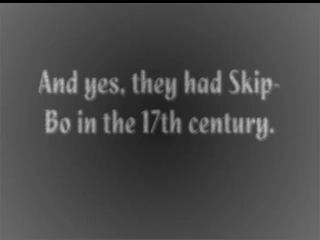 And yes, they had Skip-
Bo in the 17th century.